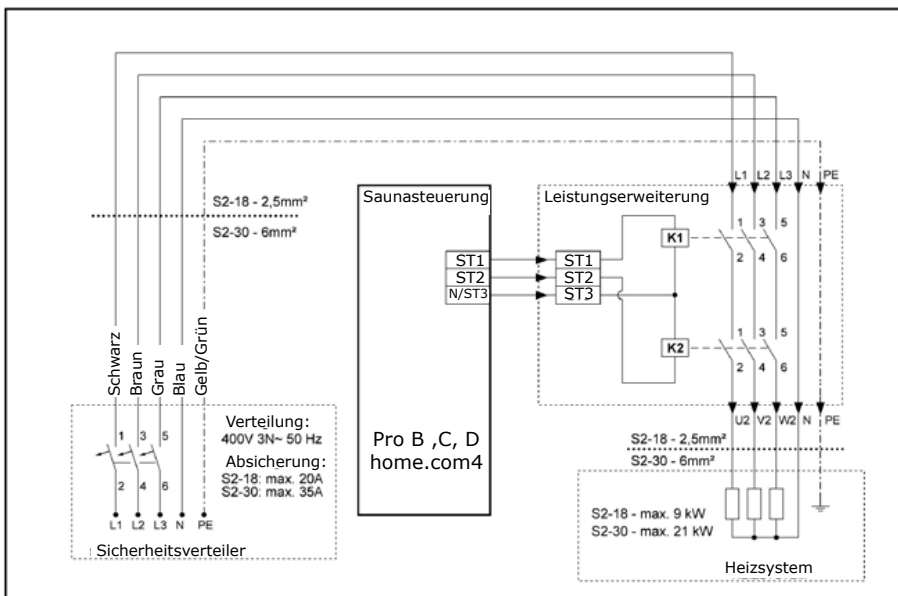 L1 L2 L3 N PE
Saunasteuerung
Leistungserweiterung
S2-18 - 2,5mm²
S2-30 - 6mm²
1 3 5
K1
2 4 6
ST1
ST2
N/ST3
ST1
ST2
ST3
1 3 5
K2
2 4 6
Schwarz
Braun
Grau
Blau
Gelb/Grün
U2 V2 W2 N PE
S2-18 - 2,5mm²
S2-30 - 6mm²
Verteilung:
400V 3N~ 50 Hz
Absicherung:
S2-18: max. 20A
S2-30: max. 35A
1 3 5
2 4 6
L1 L2 L3 N PE
Sicherheitsverteiler
Pro B ,C, D
home.com4
S2-18 - max. 9 kW
S2-30 - max. 21 kW
Heizsystem